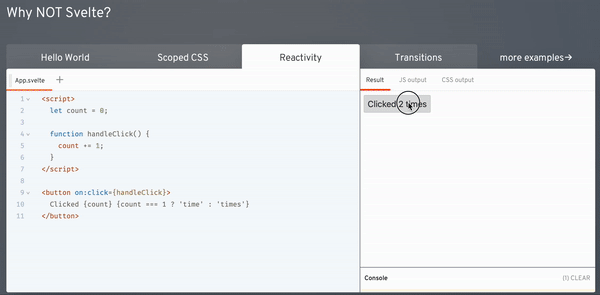 Why NOT Svelte?
Hello World
Scoped CSS
Reactivity
Transitions
more examples→
App.svelte +
Result
JS output
CSS output
1 <script>
2 let count = 0;
3
4 function handleClick() {
5 count += 1;
6 }
7 </script>
8
9 <button on:click={handleClick}>
10 Clicked {count} {count === 1 ? 'time' : 'times'}
11 </button>
Clicked 2 times
Console
(1) CLEAR